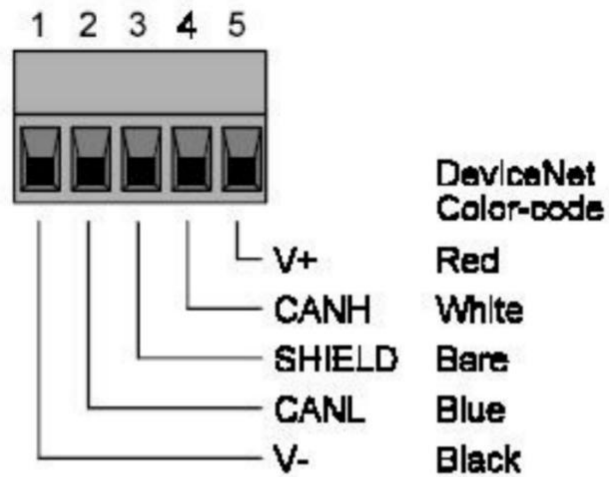 1 2 3 4 5
DeviceNet
Color-code
V+ Red
CANH White
SHIELD Bare
CANL Blue
V- Black